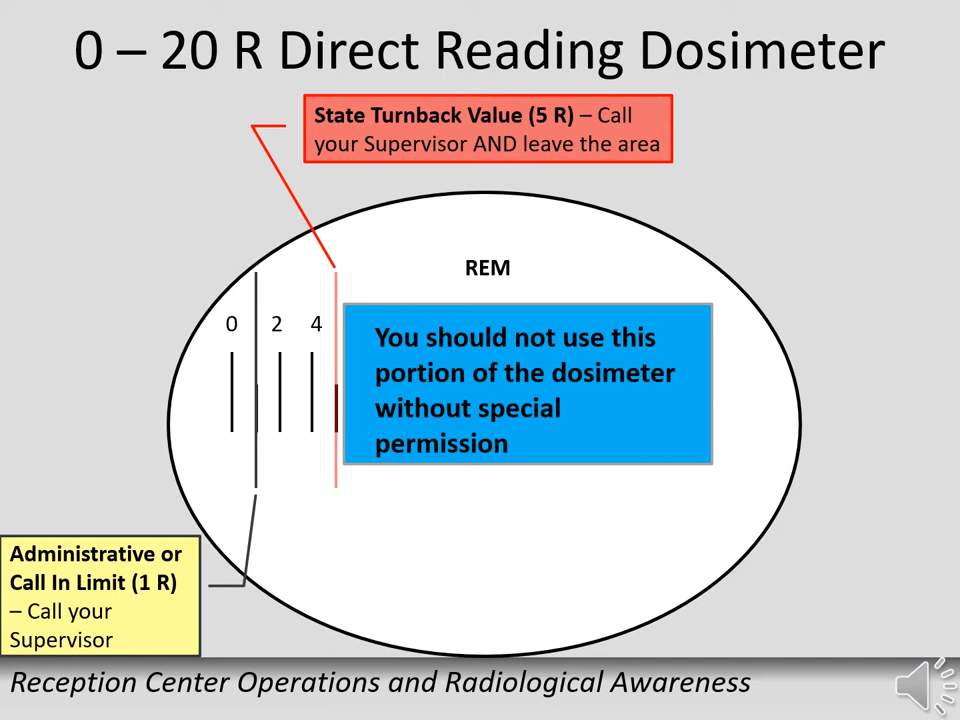 0 – 20 R Direct Reading Dosimeter
State Turnback Value (5 R) – Call
your Supervisor AND leave the area
REM
0 2 4
You should not use this
portion of the dosimeter
without special
permission
Administrative or
Call In Limit (1 R)
– Call your
Supervisor
Reception Center Operations and Radiological Awareness